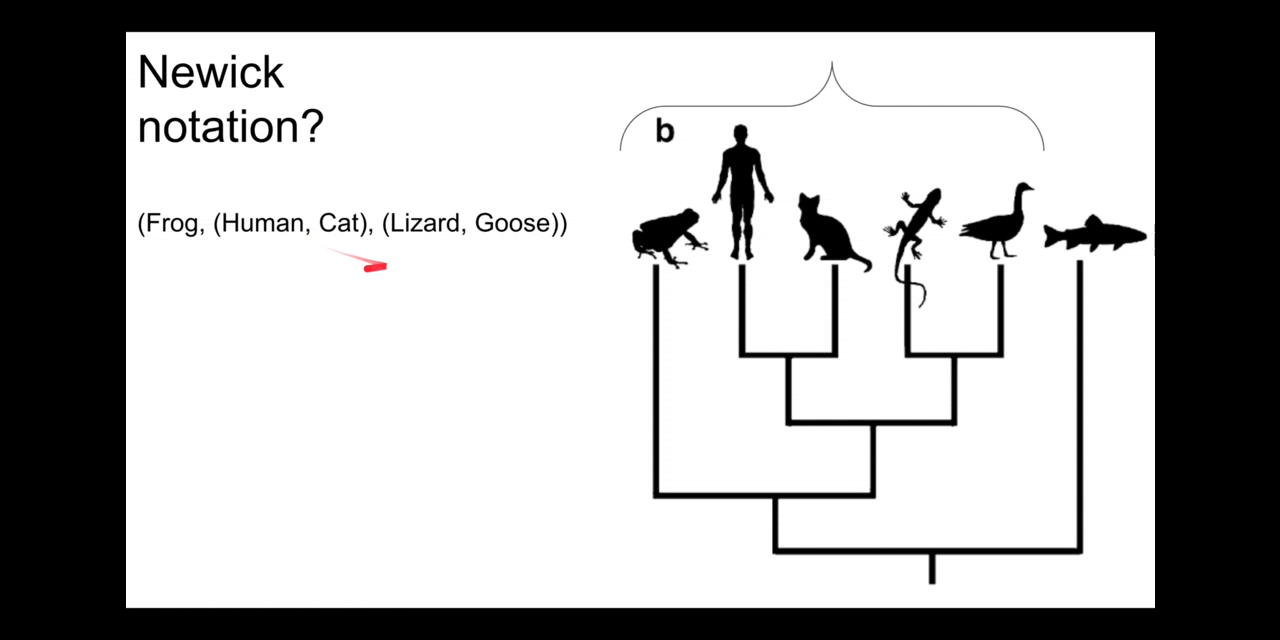 Newick
notation?
b
(Frog, (Human, Cat), (Lizard, Goose))